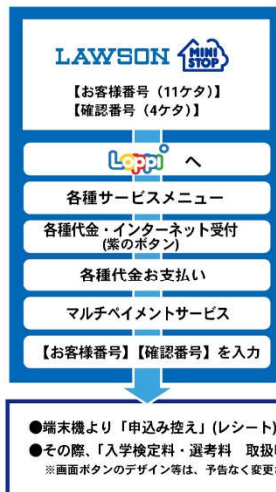 LAWSON MINI STOP
【お客様番号（11ケタ）】
【確認番号（4ケタ）】
Loppi へ
各種サービスメニュー
各種代金・インターネット受付
(紫のボタン)
各種代金お支払い
マルチペイメントサービス
【お客様番号】【確認番号】を入力
●端末機より「申込み控え」(レシート)
●その際、「入学検定料・選考料 取扱
※画面ボタンのデザイン等は、予告なく変更